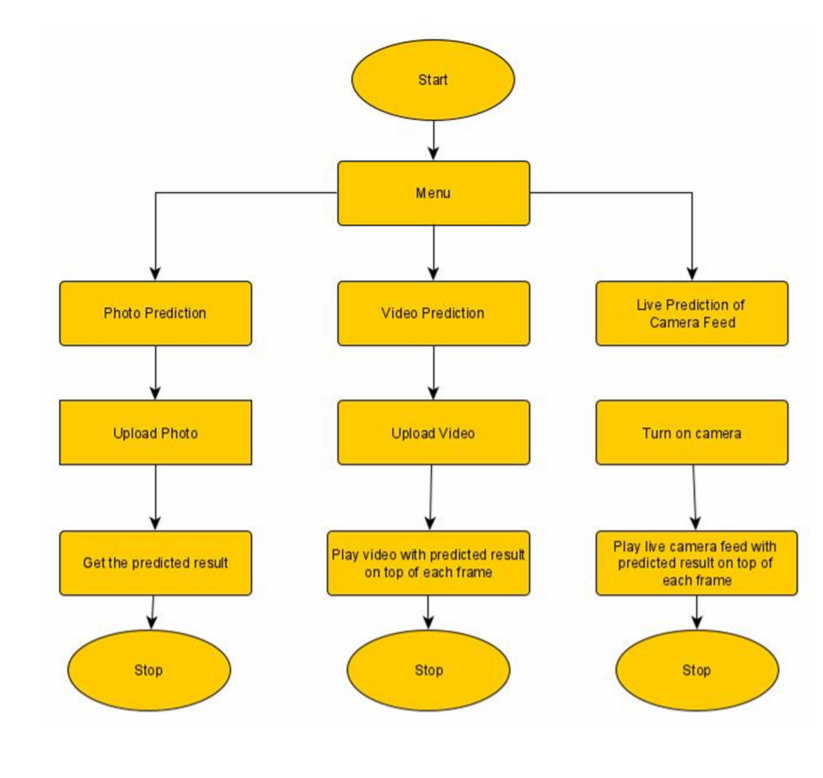 Start
Menu
Photo Prediction
Video Prediction
Live Prediction of
Camera Feed
Upload Photo
Upload Video
Turn on camera
Get the predicted result
Play video with predicted result
on top of each frame
Play live camera feed with
predicted result on top of
each frame
Stop
Stop
Stop